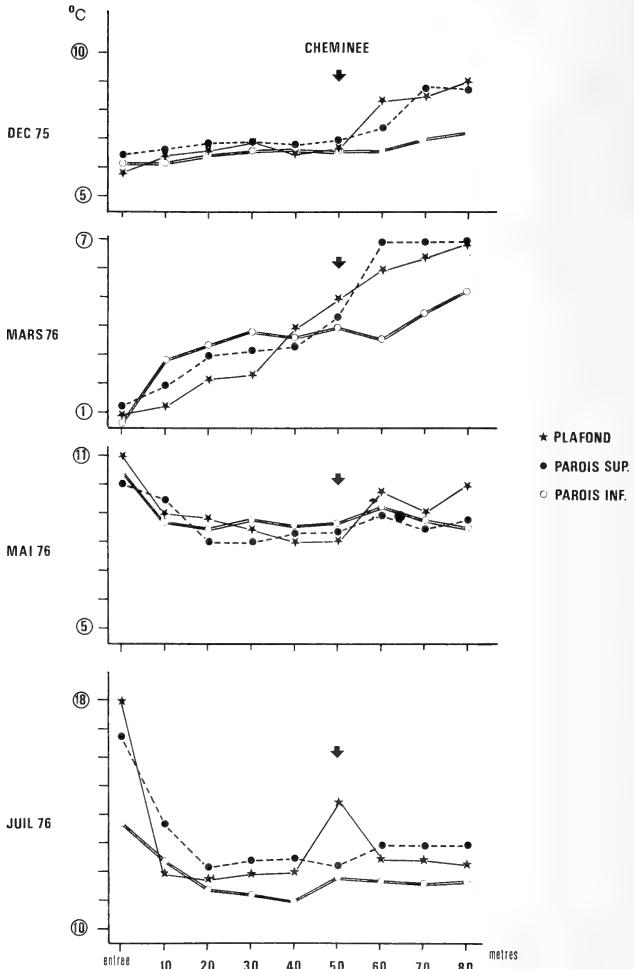 °C
10
CHEMINEE
DEC 75
5
7
MARS 76
1
11
★ PLAFOND
● PAROIS SUP.
○ PAROIS INF.
MAI 76
5
18
JUIL 76
10
entree 10 20 30 40 50 60 70 80 metres